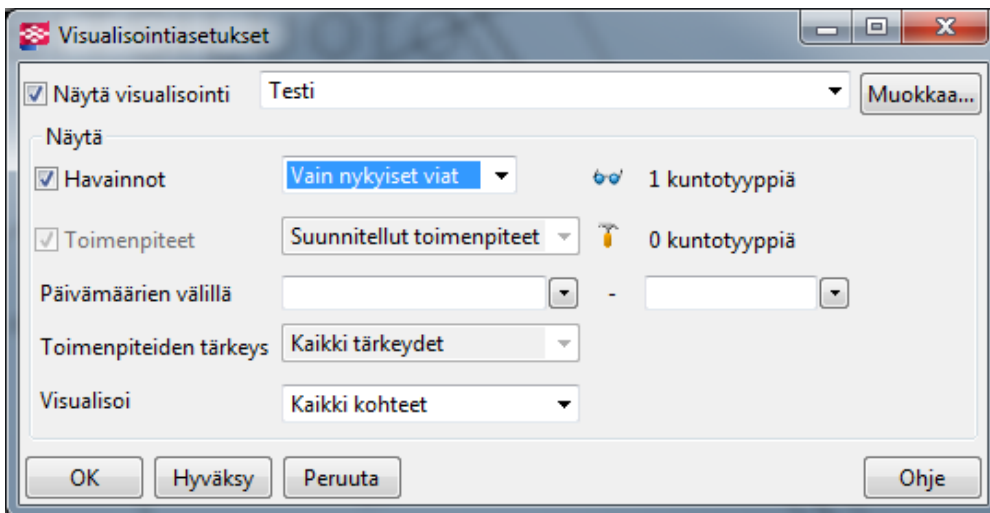 Visualisointiasetukset
Näytä visualisointi Testi Muokkaa...
Näytä
Havainnot Vain nykyiset viat 1 kuntotyyppiä
Toimenpiteet Suunnitellut toimenpiteet 0 kuntotyyppiä
Päivämäärien välillä -
Toimenpiteiden tärkeys Kaikki tärkeydet
Visualisoi Kaikki kohteet
OK Hyväksy Peruuta Ohje